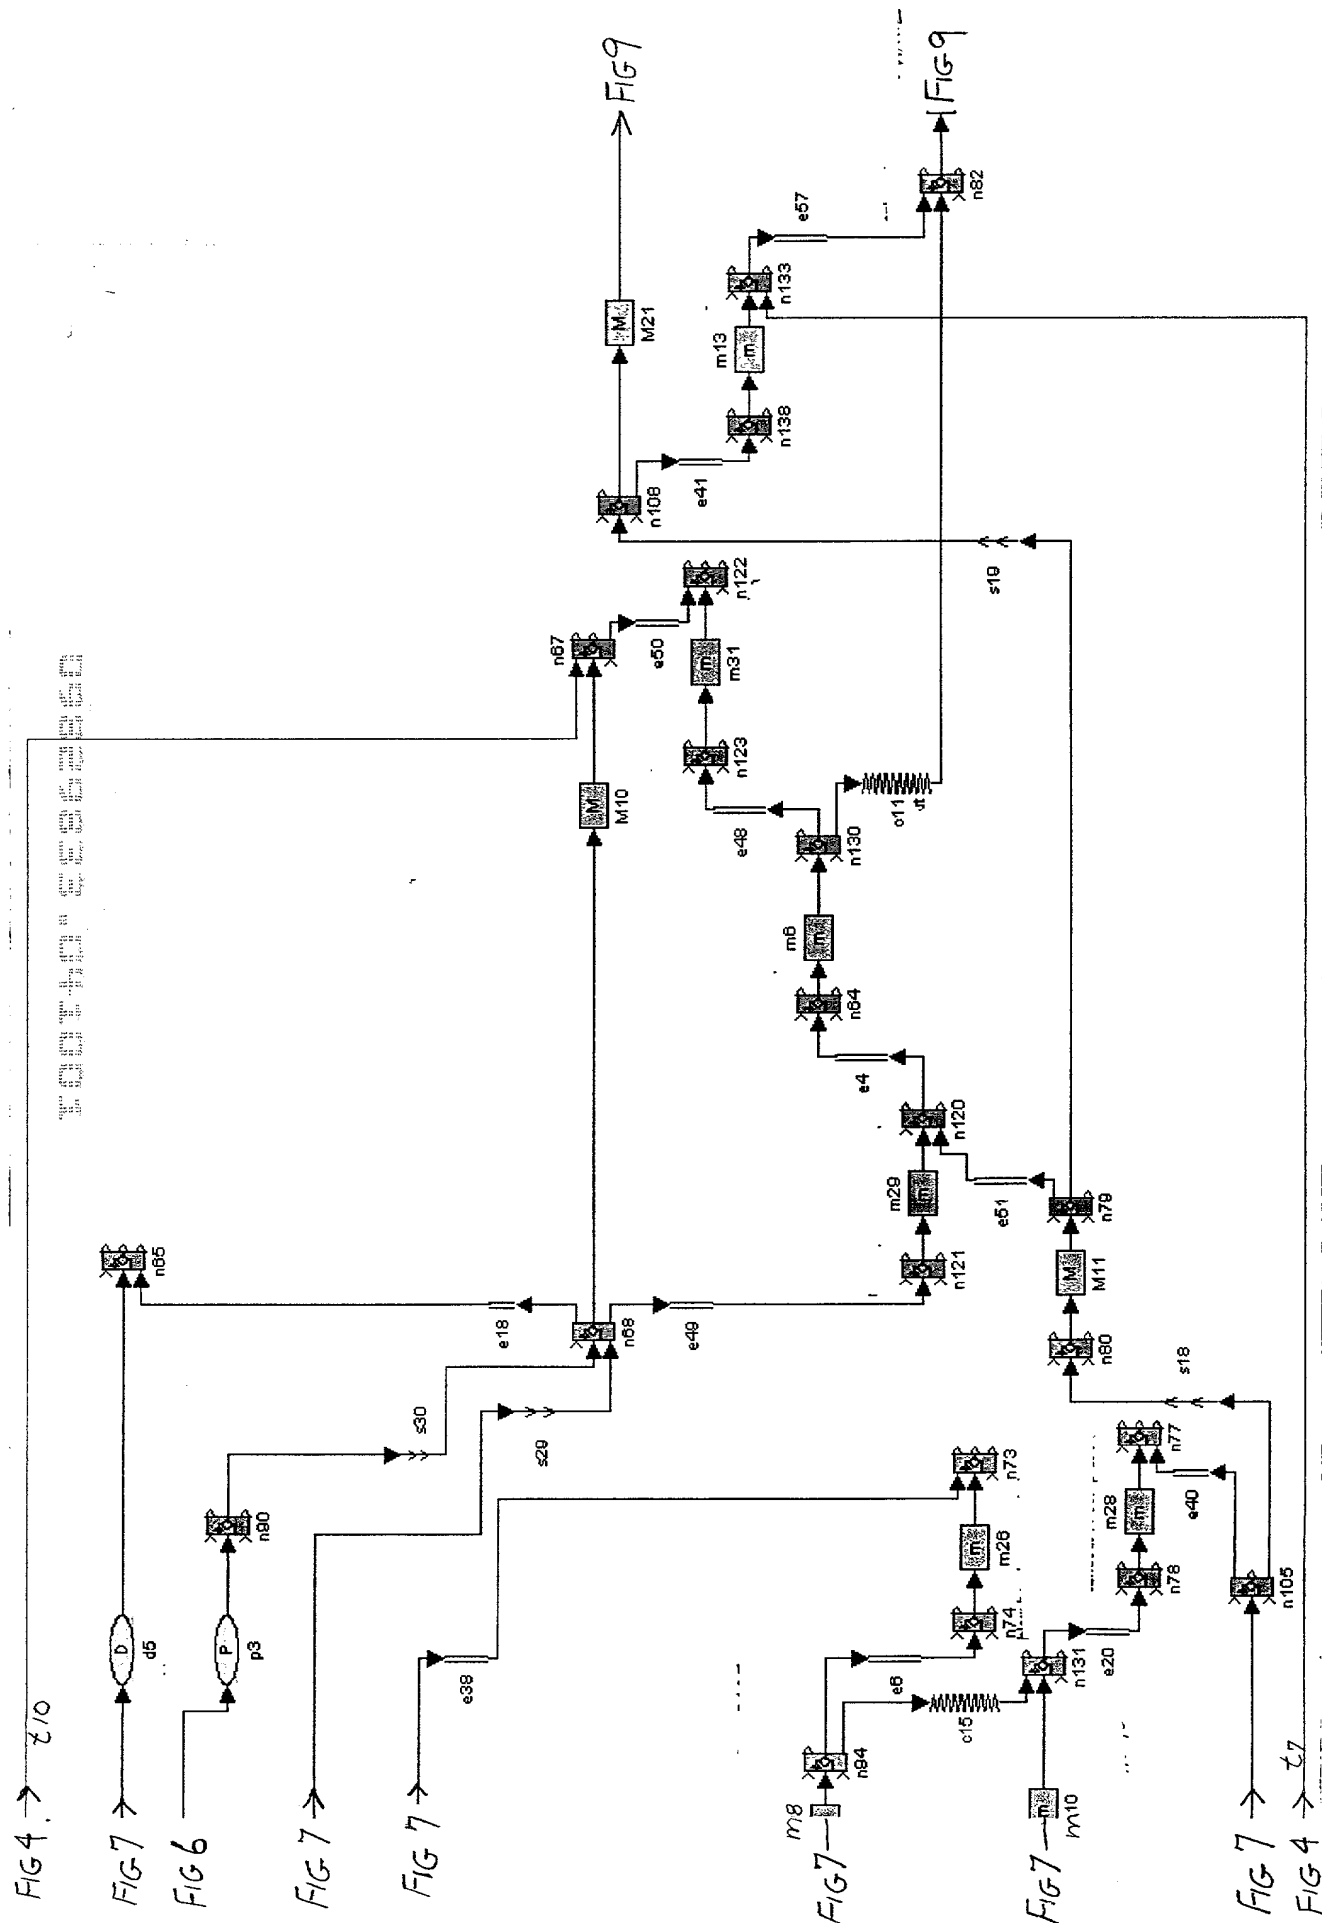 FIG 4 t10
FIG 7
D
d5
n65
FIG 6
P
p3
n90
s30
FIG 7
s29
FIG 7
e38
e18
n68
e49
M
M10
n67
e50
n122
m
m31
n123
e48
n130
c11
m6
m
n64
e4
n120
m29
m
n121
e51
n79
M
M11
n80
s18
s19
n108
M
M21
FIG 9
e41
n138
m
m13
n133
e57
n82
FIG 9
n73
m
m26
n74
e6
c15
n94
m8
FIG 7
n131
e20
m
m10
FIG 7
n77
e40
m28
m
n78
n105
FIG 7
FIG 4 t7